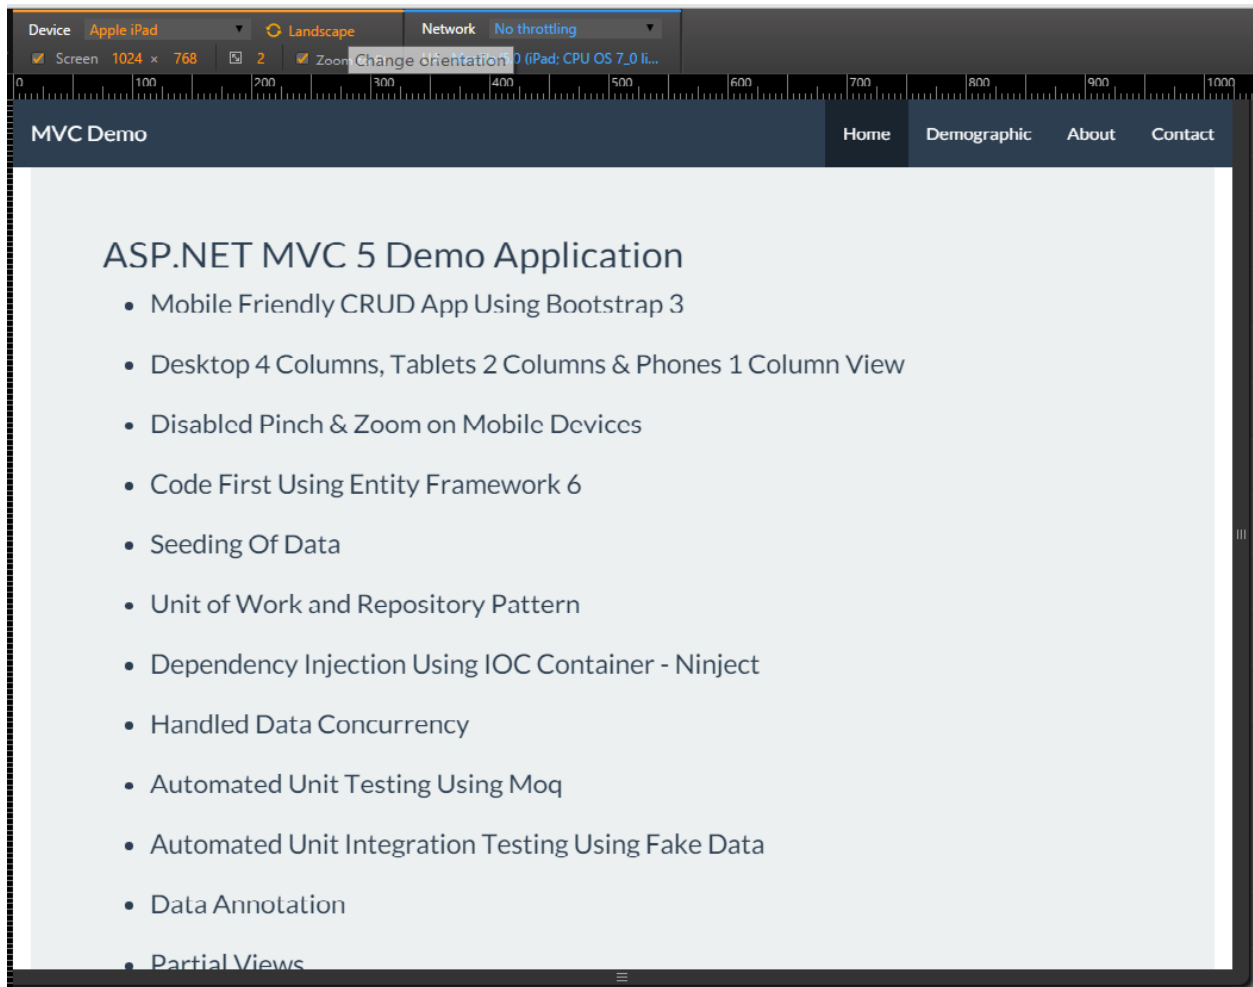 Device Apple iPad Landscape Network No throttling
Screen 1024 × 768 2 Zoom Change orientation .0 (iPad; CPU OS 7_0 li...
0 100 200 300 400 500 600 700 800 900 1000
MVC Demo Home Demographic About Contact
ASP.NET MVC 5 Demo Application
• Mobile Friendly CRUD App Using Bootstrap 3
• Desktop 4 Columns, Tablets 2 Columns & Phones 1 Column View
• Disabled Pinch & Zoom on Mobile Devices
• Code First Using Entity Framework 6
• Seeding Of Data
• Unit of Work and Repository Pattern
• Dependency Injection Using IOC Container - Ninject
• Handled Data Concurrency
• Automated Unit Testing Using Moq
• Automated Unit Integration Testing Using Fake Data
• Data Annotation
• Partial Views